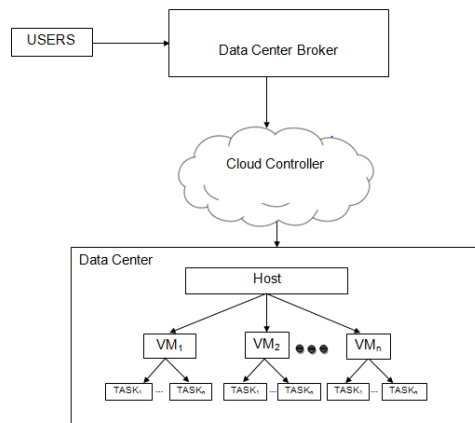 USERS
Data Center Broker
Cloud Controller
Data Center
Host
VM₁ VM₂ VMₙ
TASK₁ ... TASKₙ TASK₁ ... TASKₙ TASK₁ ... TASKₙ